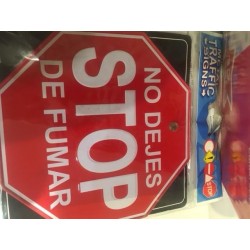 NO DEJES
STOP
DE FUMAR
TRAFFIC
SIGNS